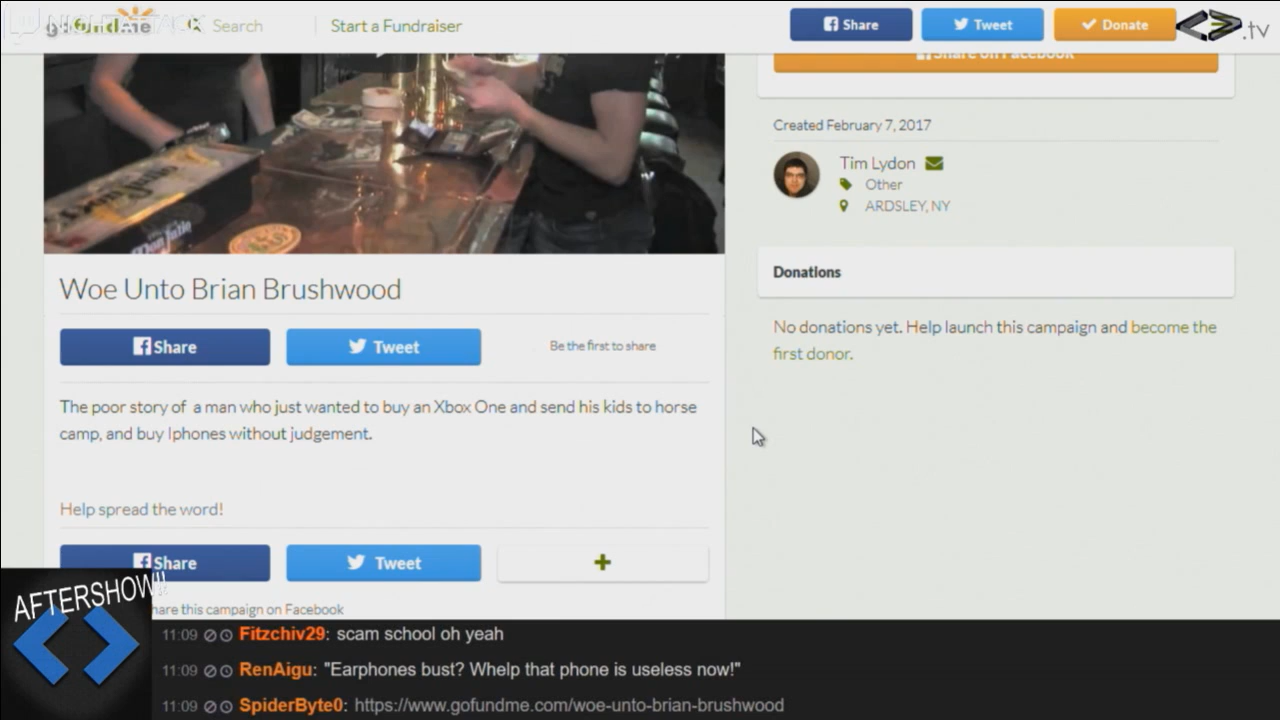 NIGHTATTACK
gofundme
Search
Start a Fundraiser
Share
Tweet
Donate
.tv
Share on Facebook
Created February 7, 2017
Tim Lydon
Other
ARDSLEY, NY
Donations
No donations yet. Help launch this campaign and become the
first donor.
Woe Unto Brian Brushwood
Share
Tweet
Be the first to share
The poor story of a man who just wanted to buy an Xbox One and send his kids to horse
camp, and buy Iphones without judgement.
Help spread the word!
Share
Tweet
hare this campaign on Facebook
AFTERSHOW!!
11:09 Fitzchiv29: scam school oh yeah
11:09 RenAigu: "Earphones bust? Whelp that phone is useless now!"
11:09 SpiderByte0: https://www.gofundme.com/woe-unto-brian-brushwood